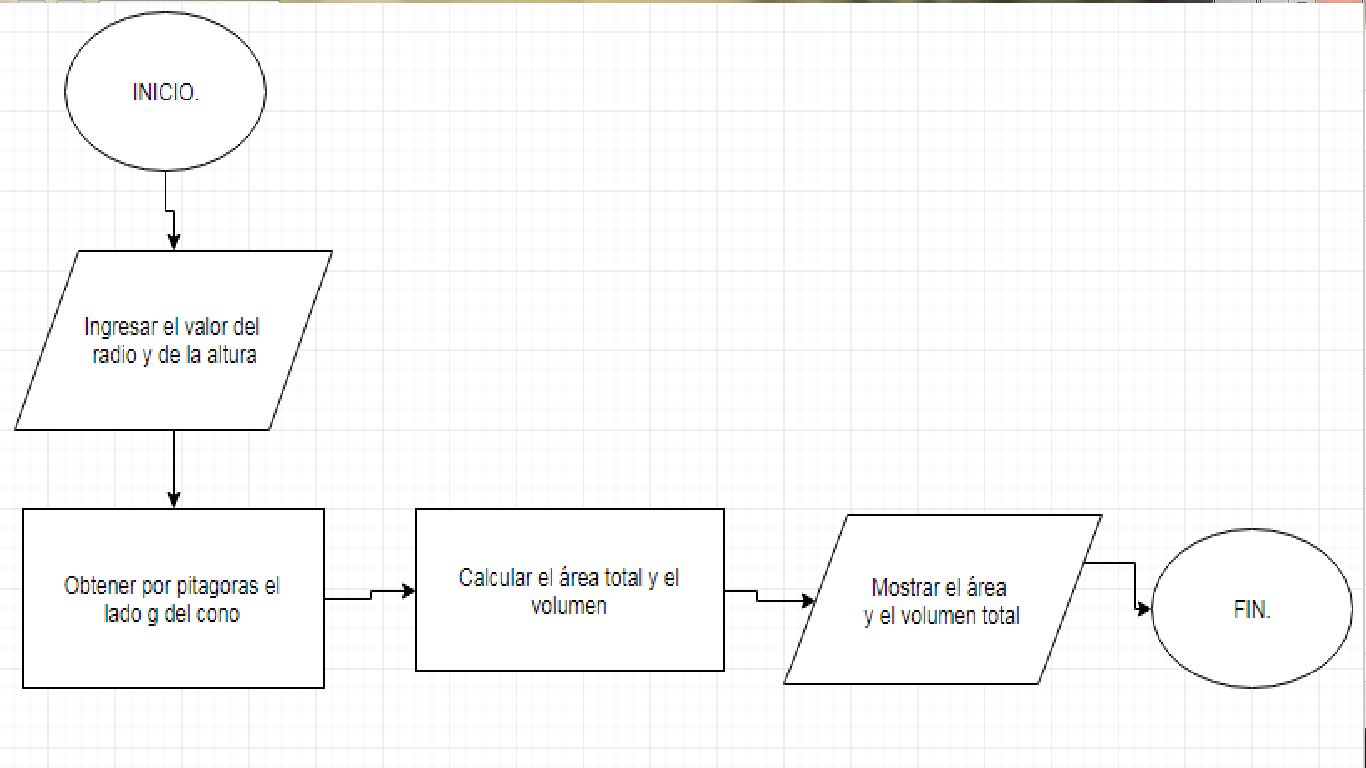 INICIO.
Ingresar el valor del
radio y de la altura
Obtener por pitagoras el
lado g del cono
Calcular el área total y el
volumen
Mostrar el área
y el volumen total
FIN.